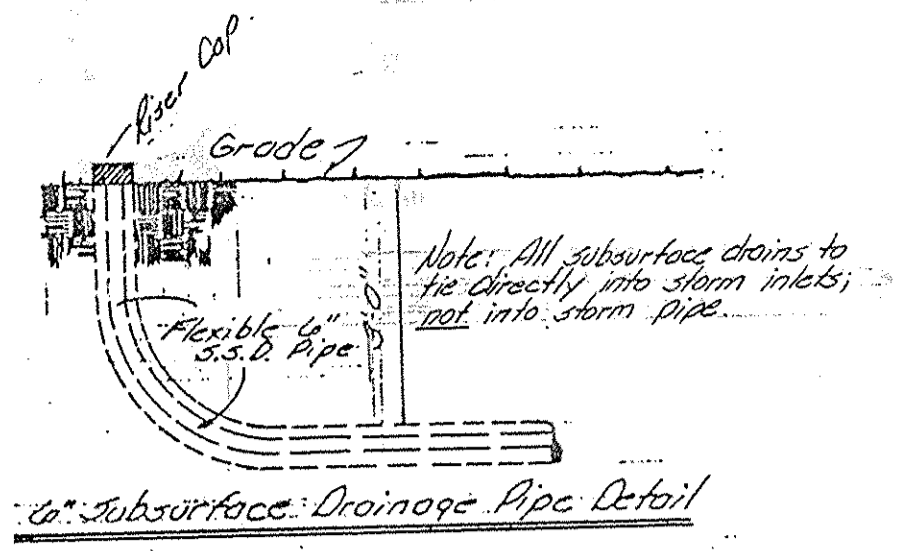 Riser Cap.
Grade
Note: All subsurface drains to
tie directly into storm inlets;
not into storm pipe.
Flexible 6"
S.S.D. Pipe
6" Subsurface Drainage Pipe Detail